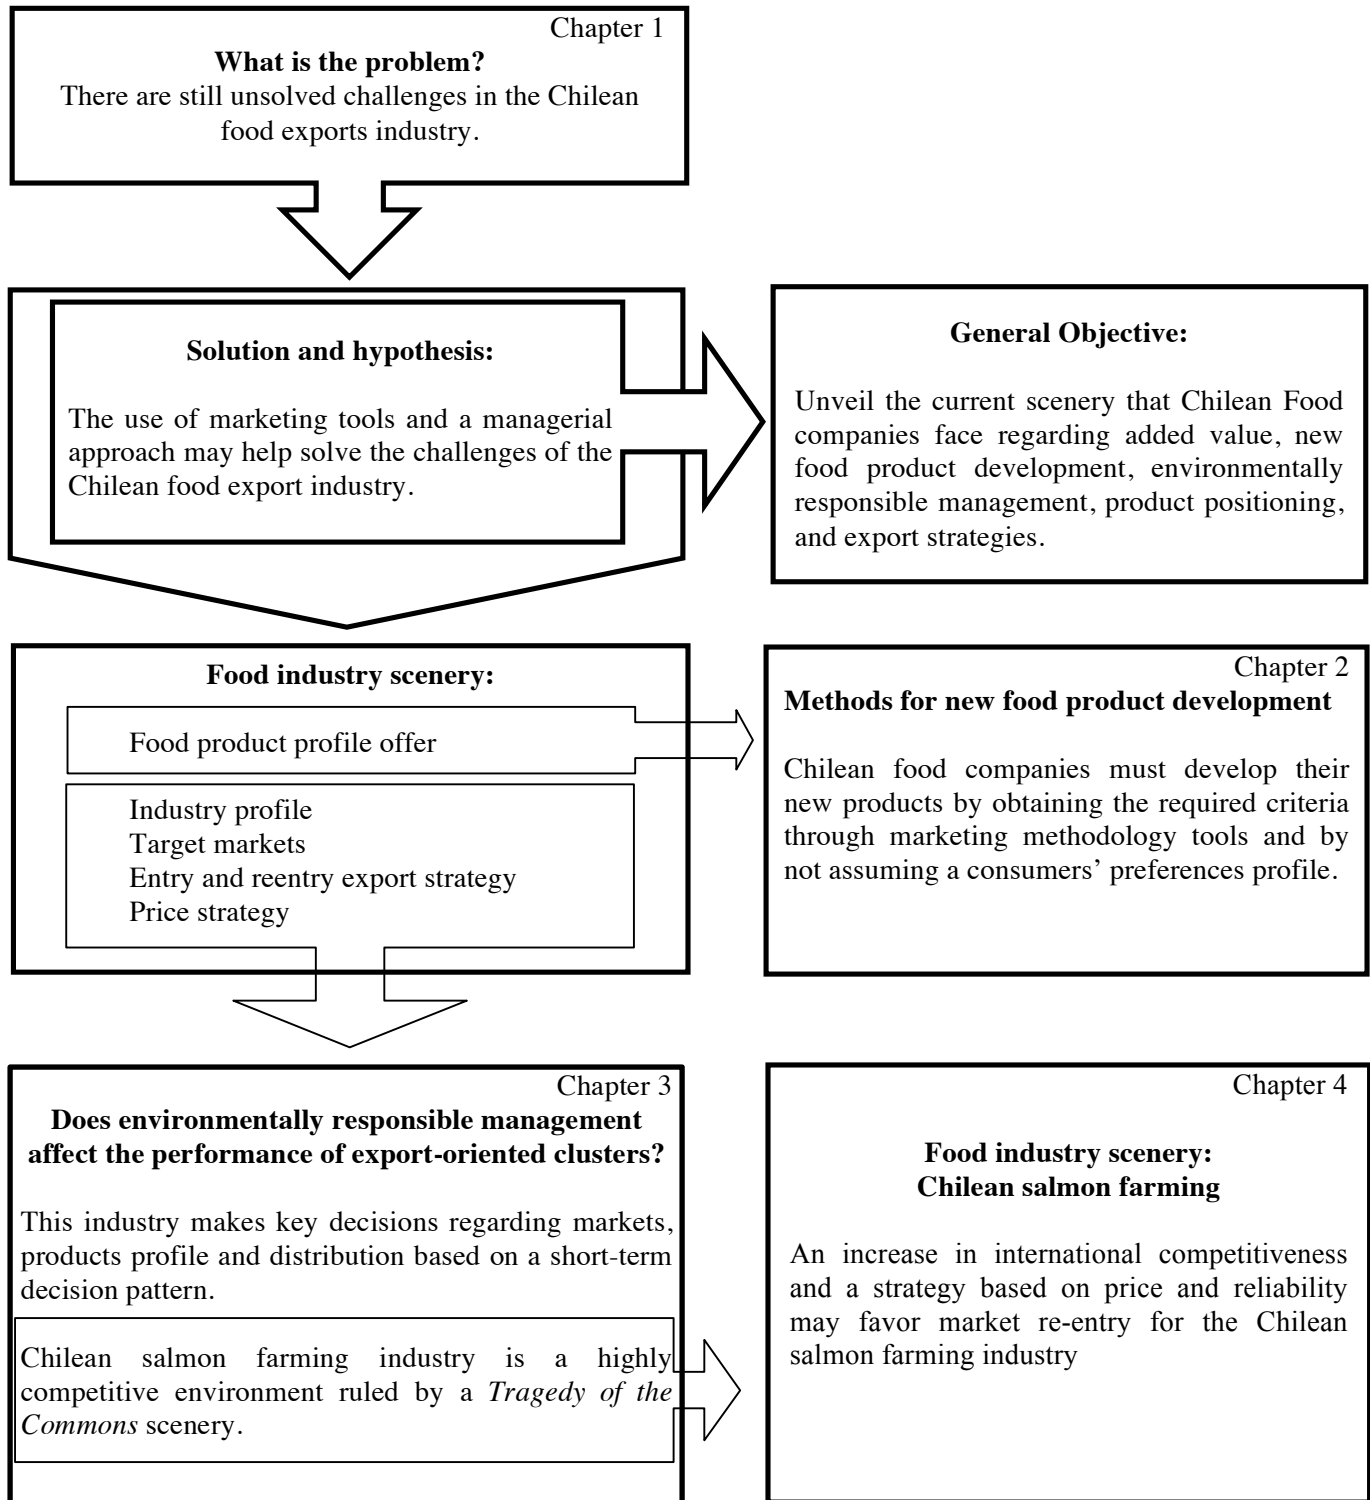 Chapter 1
What is the problem?
There are still unsolved challenges in the Chilean
food exports industry.
Solution and hypothesis:
The use of marketing tools and a managerial
approach may help solve the challenges of the
Chilean food export industry.
General Objective:
Unveil the current scenery that Chilean Food
companies face regarding added value, new
food product development, environmentally
responsible management, product positioning,
and export strategies.
Food industry scenery:
Food product profile offer
Industry profile
Target markets
Entry and reentry export strategy
Price strategy
Chapter 2
Methods for new food product development
Chilean food companies must develop their
new products by obtaining the required criteria
through marketing methodology tools and by
not assuming a consumers’ preferences profile.
Chapter 3
Does environmentally responsible management
affect the performance of export-oriented clusters?
This industry makes key decisions regarding markets,
products profile and distribution based on a short-term
decision pattern.
Chilean salmon farming industry is a highly
competitive environment ruled by a Tragedy of the
Commons scenery.
Chapter 4
Food industry scenery:
Chilean salmon farming
An increase in international competitiveness
and a strategy based on price and reliability
may favor market re-entry for the Chilean
salmon farming industry